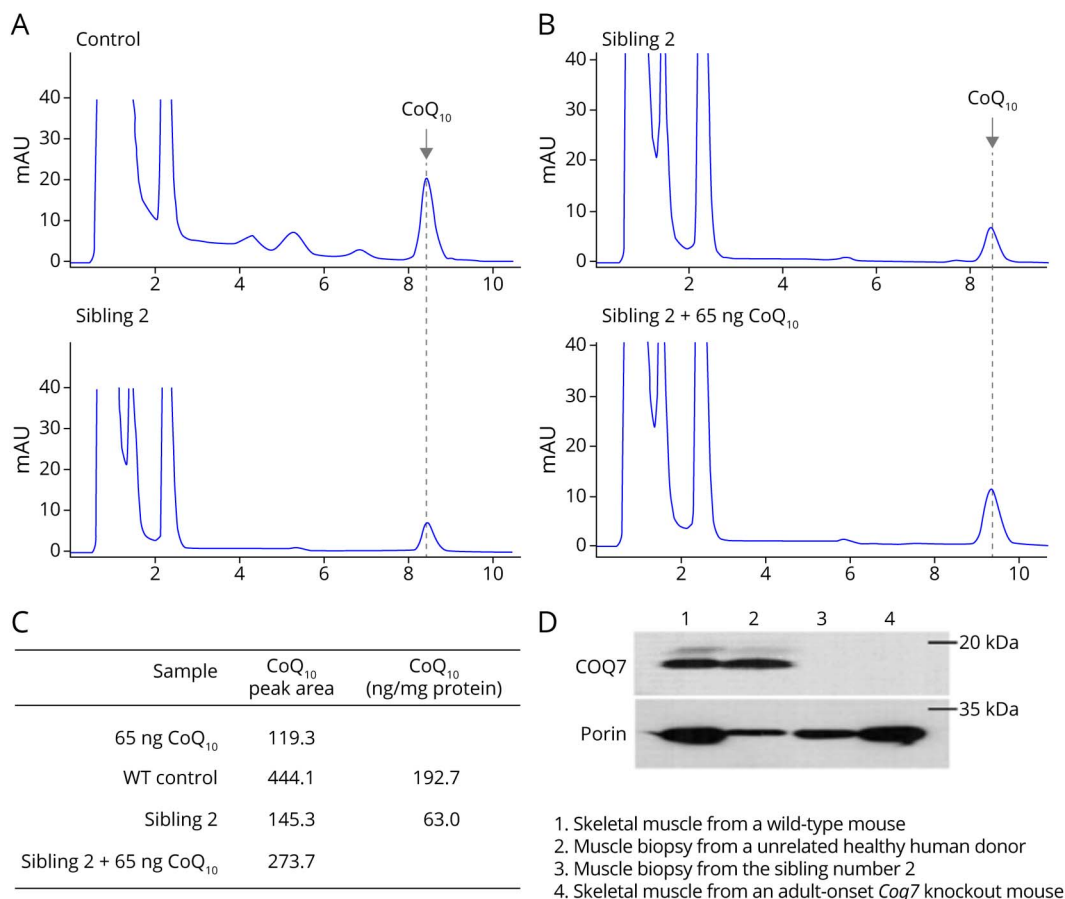 A
Control
CoQ10
mAU
40
30
20
10
0
2 4 6 8 10
Sibling 2
mAU
40
30
20
10
0
2 4 6 8 10
B
Sibling 2
CoQ10
mAU
40
30
20
10
0
2 4 6 8
Sibling 2 + 65 ng CoQ10
mAU
40
30
20
10
0
2 4 6 8 10
C
Sample CoQ10 peak area CoQ10 (ng/mg protein)
65 ng CoQ10 119.3
WT control 444.1 192.7
Sibling 2 145.3 63.0
Sibling 2 + 65 ng CoQ10 273.7
D
1 2 3 4
COQ7 20 kDa
35 kDa
Porin
1. Skeletal muscle from a wild-type mouse
2. Muscle biopsy from a unrelated healthy human donor
3. Muscle biopsy from the sibling number 2
4. Skeletal muscle from an adult-onset Coq7 knockout mouse